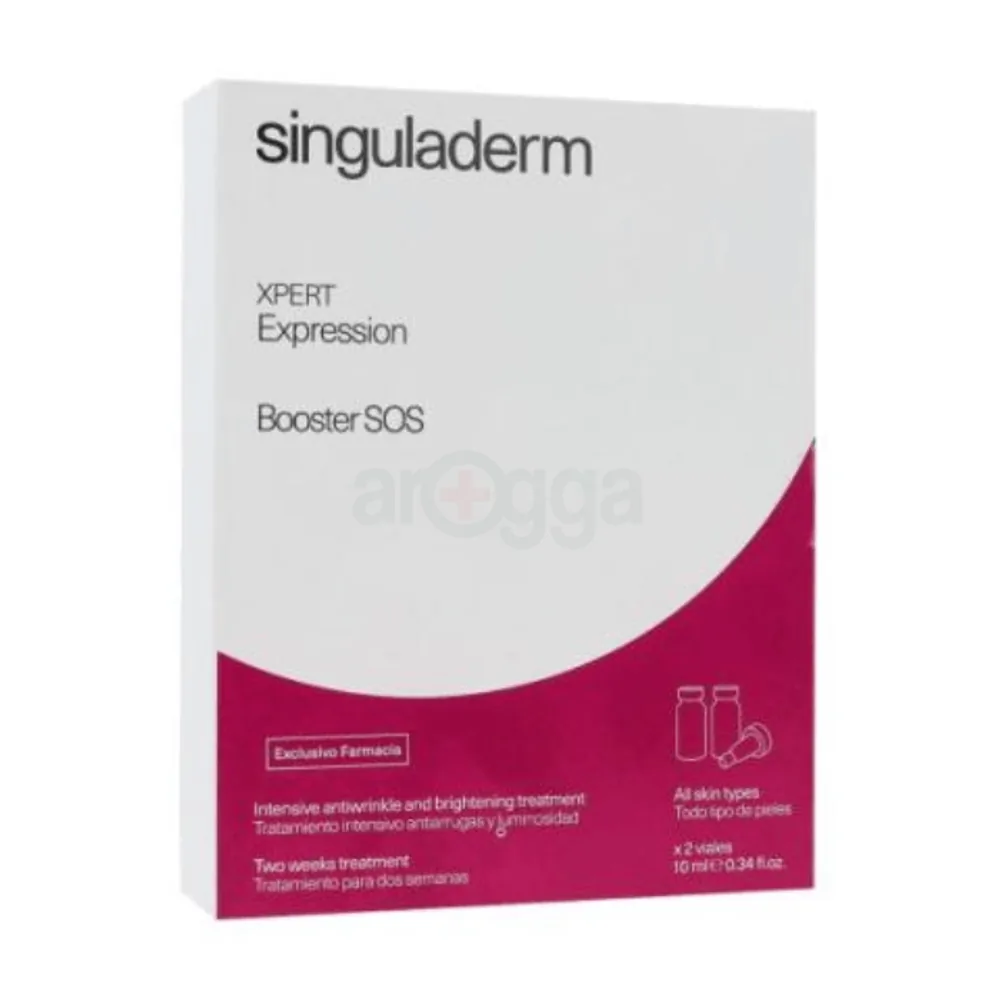 singuladerm
XPERT
Expression
Booster SOS
arogga
Exclusivo Farmacia
Intensive antiwrinkle and brightening treatment
Tratamiento intensivo antiarrugas y luminosidad
Two weeks treatment
Tratamiento para dos semanas
All skin types
Todo tipo de pieles
x 2 viales
10 ml ℮ 0.34 fl.oz.